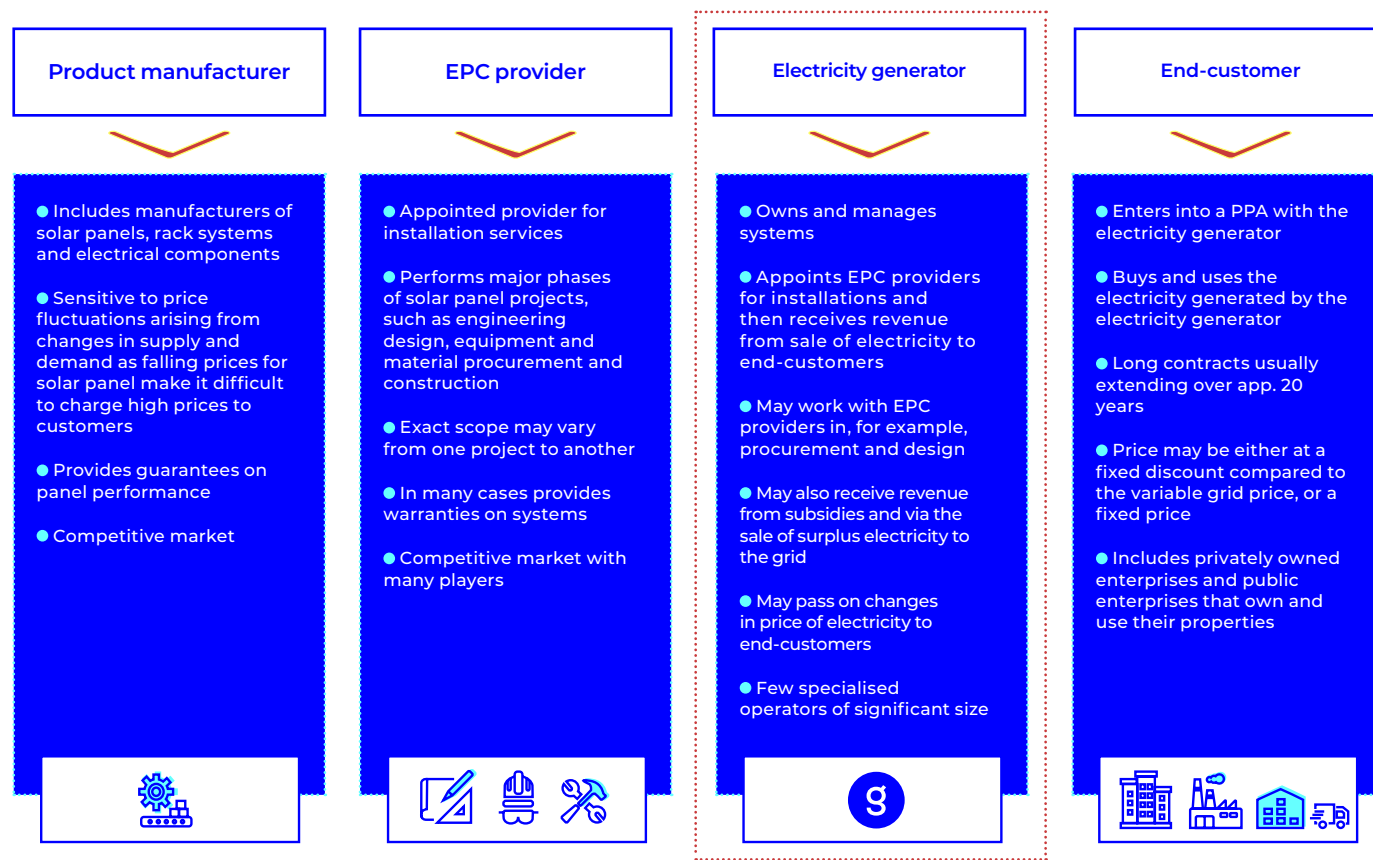 Product manufacturer
● Includes manufacturers of
solar panels, rack systems
and electrical components
● Sensitive to price
fluctuations arising from
changes in supply and
demand as falling prices for
solar panel make it difficult
to charge high prices to
customers
● Provides guarantees on
panel performance
● Competitive market
EPC provider
● Appointed provider for
installation services
● Performs major phases
of solar panel projects,
such as engineering
design, equipment and
material procurement and
construction
● Exact scope may vary
from one project to another
● In many cases provides
warranties on systems
● Competitive market with
many players
Electricity generator
● Owns and manages
systems
● Appoints EPC providers
for installations and
then receives revenue
from sale of electricity to
end-customers
● May work with EPC
providers in, for example,
procurement and design
● May also receive revenue
from subsidies and via the
sale of surplus electricity to
the grid
● May pass on changes
in price of electricity to
end-customers
● Few specialised
operators of significant size
g
End-customer
● Enters into a PPA with the
electricity generator
● Buys and uses the
electricity generated by the
electricity generator
● Long contracts usually
extending over app. 20
years
● Price may be either at a
fixed discount compared to
the variable grid price, or a
fixed price
● Includes privately owned
enterprises and public
enterprises that own and
use their properties